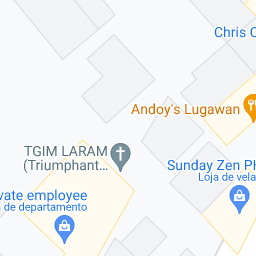 Chris C
Andoy's Lugawan
TGIM LARAM
(Triumphant...
Sunday Zen Ph
Loja de vela
vate employee
a de departamento